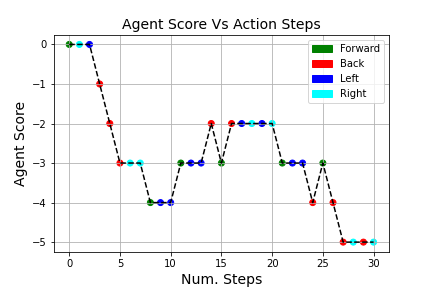 Agent Score Vs Action Steps
Forward
Back
Left
Right
Agent Score
0
−1
−2
−3
−4
−5
0 5 10 15 20 25 30
Num. Steps